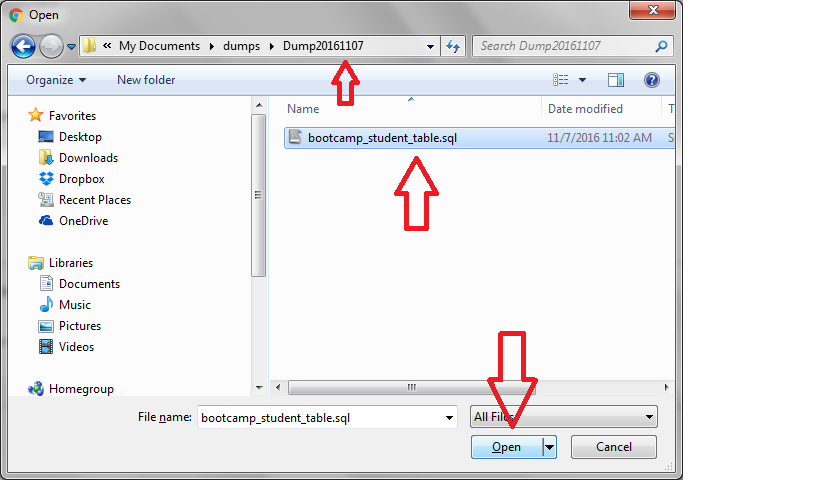 Open
« My Documents dumps Dump20161107
Search Dump20161107
Organize New folder
Name Date modified T
Favorites
Desktop
Downloads
Dropbox
Recent Places
OneDrive
bootcamp_student_table.sql 11/7/2016 11:02 AM S
Libraries
Documents
Music
Pictures
Videos
Homegroup
File name: bootcamp_student_table.sql All Files
Open Cancel